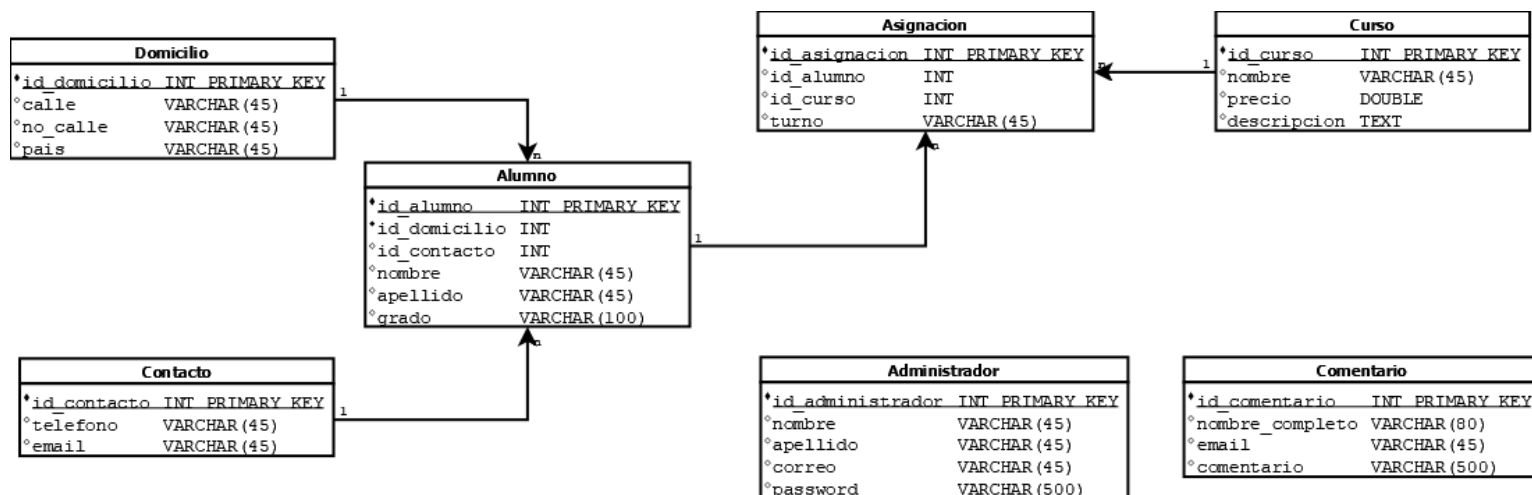 Domicilio
id_domicilio INT PRIMARY KEY
calle VARCHAR(45)
no_calle VARCHAR(45)
pais VARCHAR(45)
1
n
Alumno
id_alumno INT PRIMARY KEY
id_domicilio INT
id_contacto INT
nombre VARCHAR(45)
apellido VARCHAR(45)
grado VARCHAR(100)
1
n
Contacto
id_contacto INT PRIMARY KEY
telefono VARCHAR(45)
email VARCHAR(45)
1
n
Asignacion
id_asignacion INT PRIMARY KEY
id_alumno INT
id_curso INT
turno VARCHAR(45)
n
1
Curso
id_curso INT PRIMARY KEY
nombre VARCHAR(45)
precio DOUBLE
descripcion TEXT
Administrador
id_administrador INT PRIMARY KEY
nombre VARCHAR(45)
apellido VARCHAR(45)
correo VARCHAR(45)
password VARCHAR(500)
Comentario
id_comentario INT PRIMARY KEY
nombre_completo VARCHAR(80)
email VARCHAR(45)
comentario VARCHAR(500)